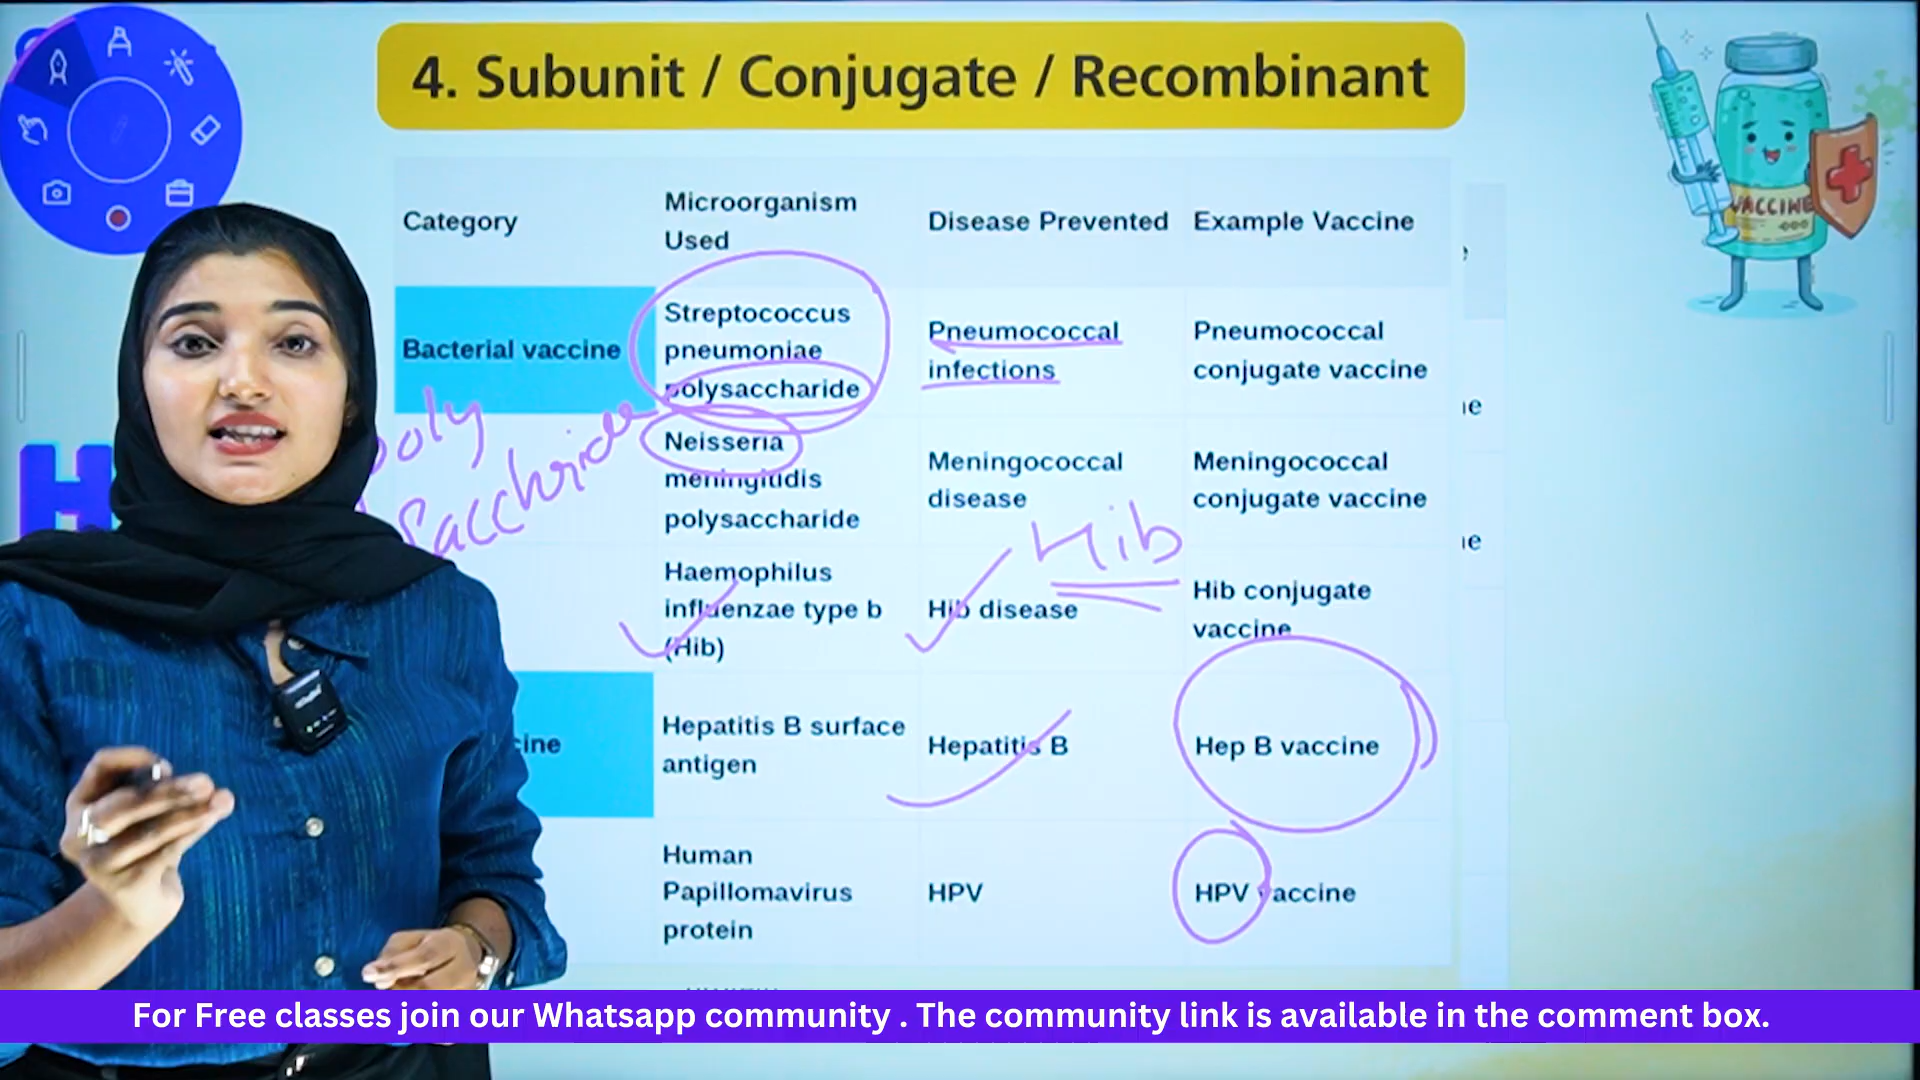 4. Subunit / Conjugate / Recombinant
VACCINE
Category
Microorganism
Used
Disease Prevented
Example Vaccine
Bacterial vaccine
Streptococcus
pneumoniae
polysaccharide
Pneumococcal
infections
Pneumococcal
conjugate vaccine
poly
saccharide
Neisseria
meningitidis
polysaccharide
Meningococcal
disease
Meningococcal
conjugate vaccine
Hib
Haemophilus
influenzae type b
(Hib)
Hib disease
Hib conjugate
vaccine
cine
Hepatitis B surface
antigen
Hepatitis B
Hep B vaccine
Human
Papillomavirus
protein
HPV
HPV vaccine
For Free classes join our Whatsapp community . The community link is available in the comment box.